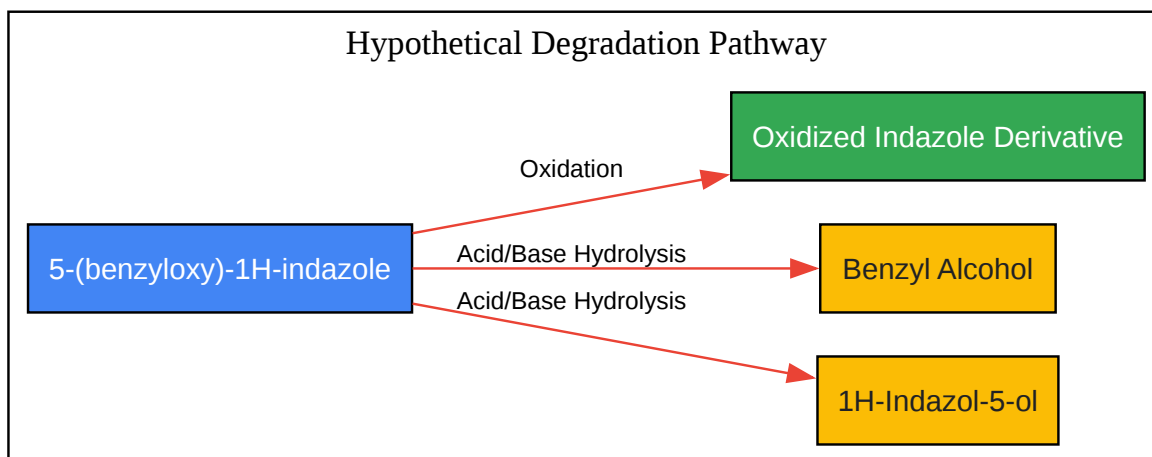 Hypothetical Degradation Pathway
Oxidized Indazole Derivative
Oxidation
5-(benzyloxy)-1H-indazole
Acid/Base Hydrolysis
Benzyl Alcohol
Acid/Base Hydrolysis
1H-Indazol-5-ol